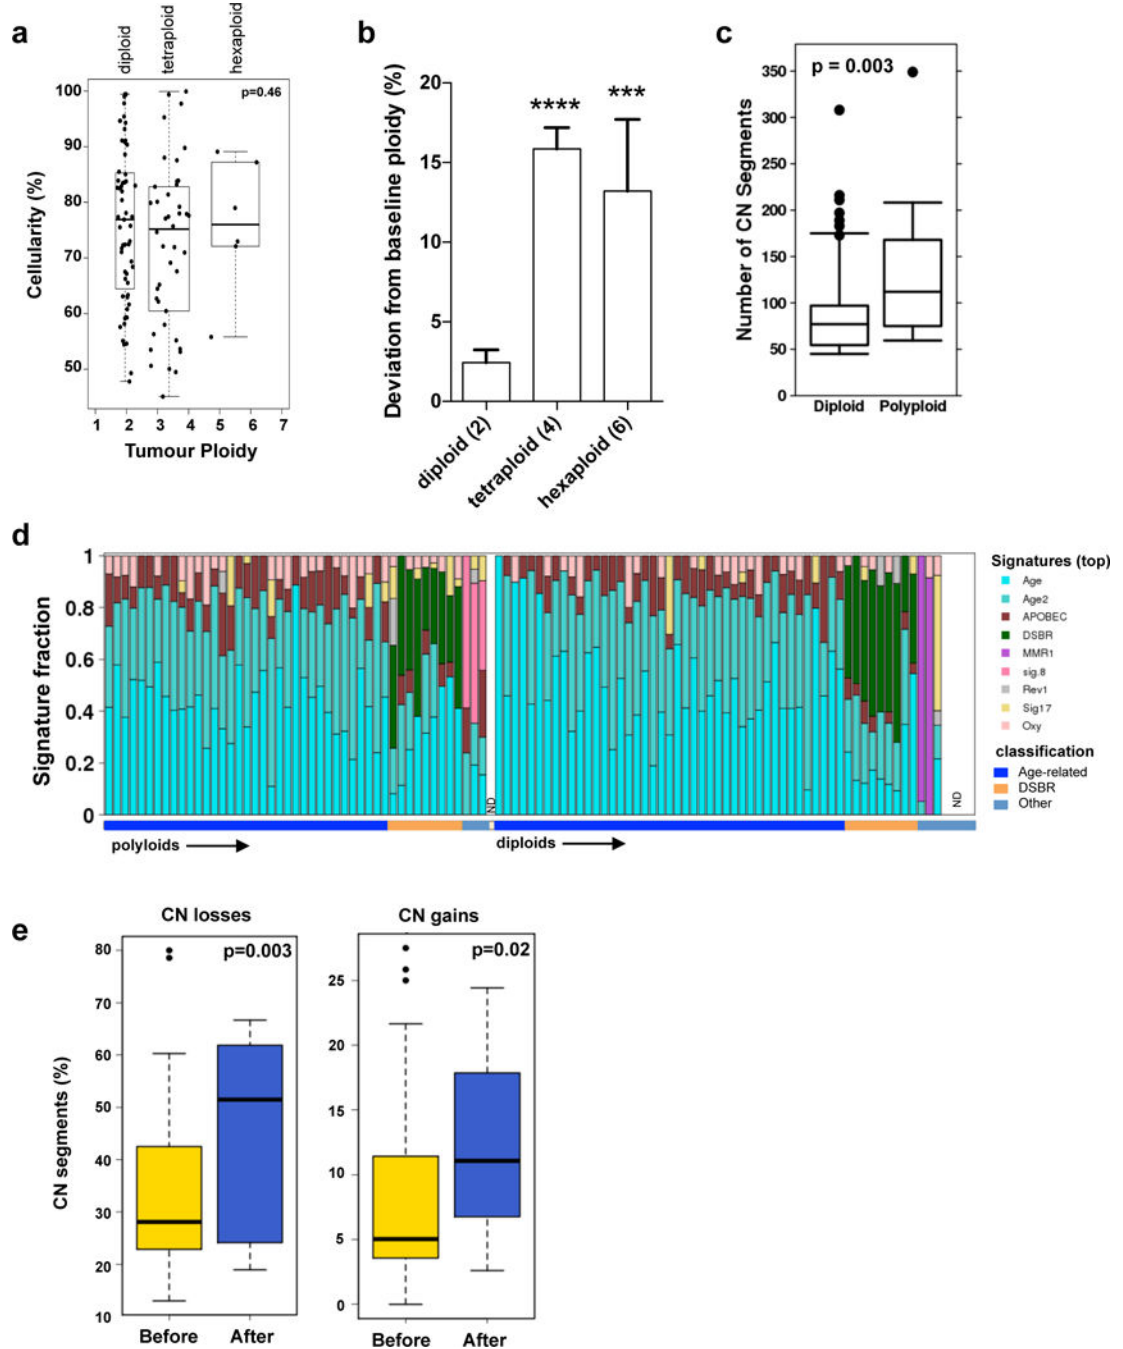 a
diploid
tetraploid
hexaploid
p=0.46
100
90
80
70
60
50
Cellularity (%)
1 2 3 4 5 6 7
Tumour Ploidy
b
Deviation from baseline ploidy (%)
20
15
10
5
0
****
***
diploid (2)
tetraploid (4)
hexaploid (6)
c
p = 0.003
Number of CN Segments
350
300
250
200
150
100
50
0
Diploid Polyploid
d
Signature fraction
1
0.8
0.6
0.4
0.2
0
ND
ND
polyloids
diploids
Signatures (top)
Age
Age2
APOBEC
DSBR
MMR1
sig.8
Rev1
Sig17
Oxy
classification
Age-related
DSBR
Other
e
CN losses
p=0.003
CN segments (%)
80
70
60
50
40
30
20
10
Before After
CN gains
p=0.02
25
20
15
10
5
0
Before After